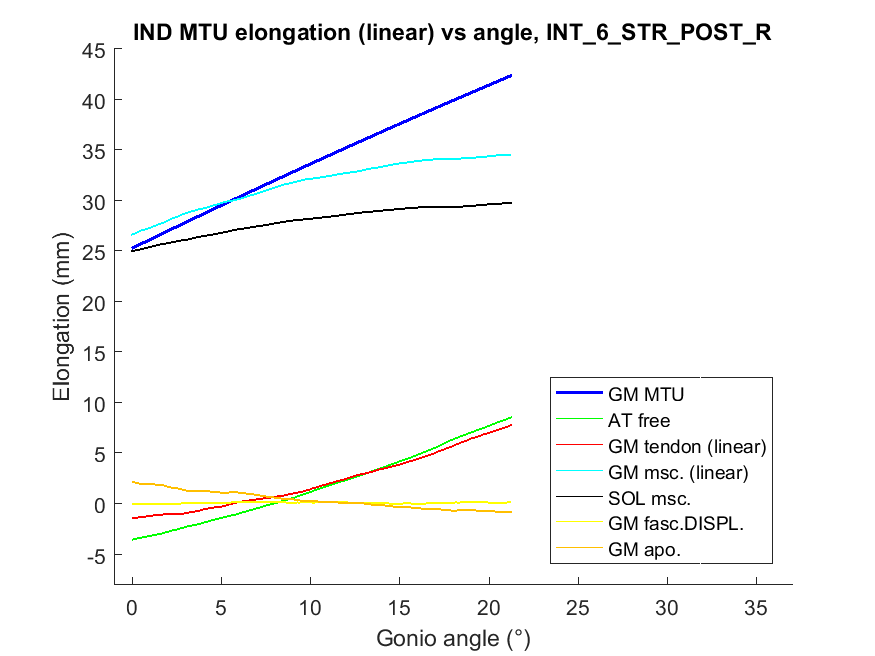 IND MTU elongation (linear) vs angle, INT_6_STR_POST_R
45
40
35
30
25
20
15
10
5
0
-5
Elongation (mm)
GM MTU
AT free
GM tendon (linear)
GM msc. (linear)
SOL msc.
GM fasc.DISPL.
GM apo.
0 5 10 15 20 25 30 35
Gonio angle (°)